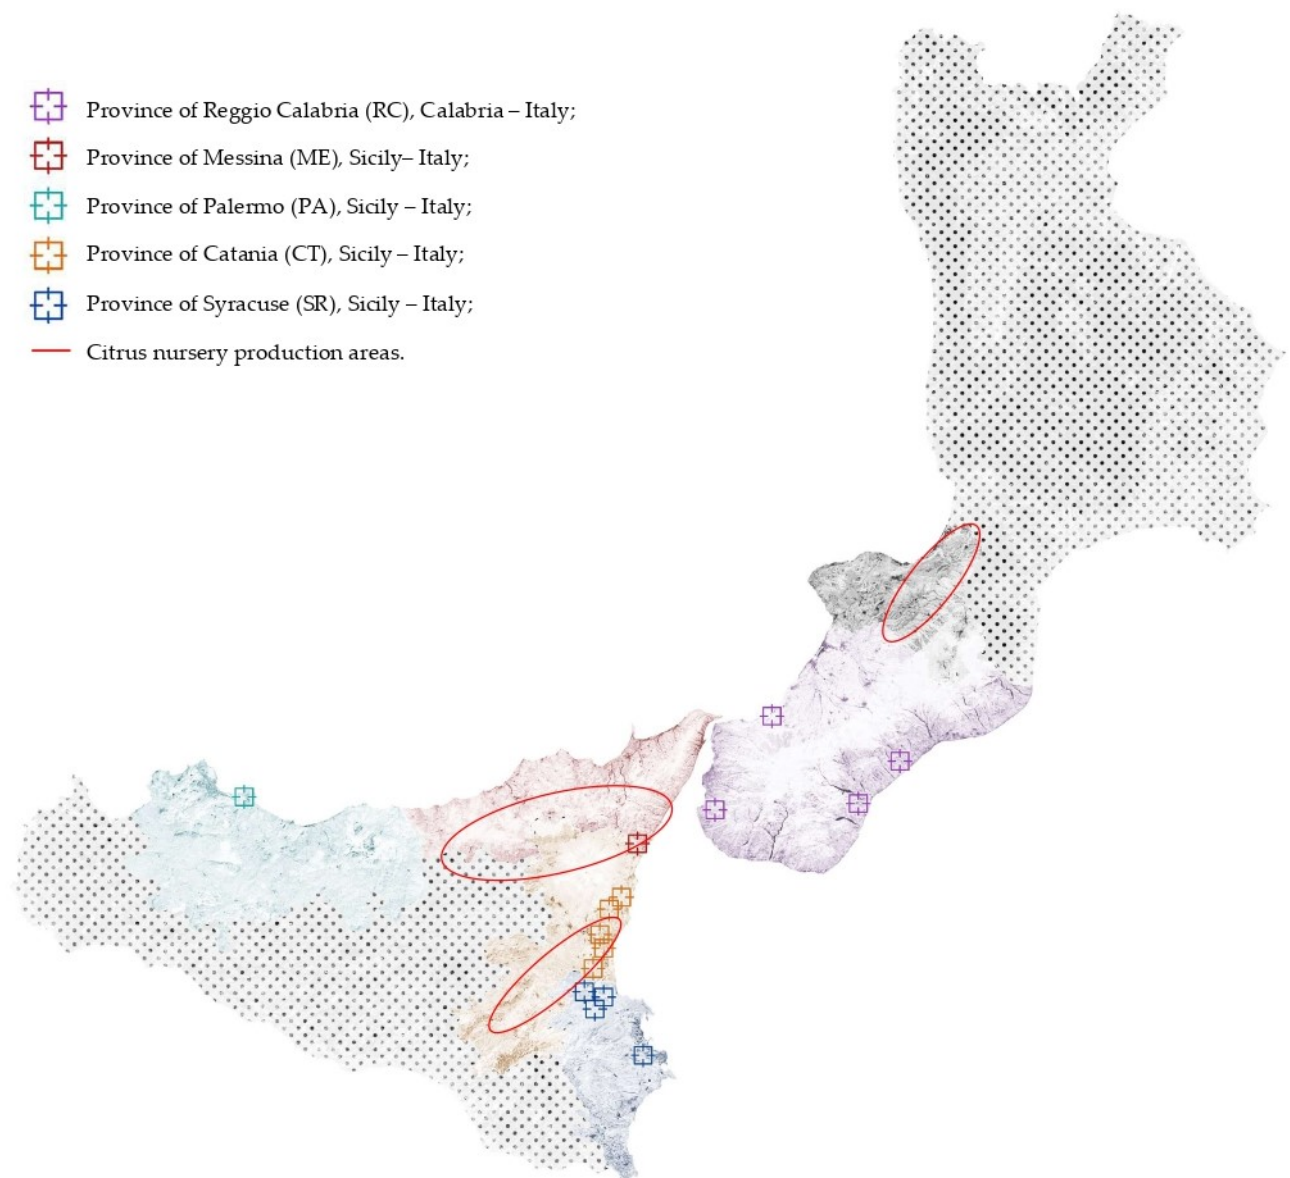 Province of Reggio Calabria (RC), Calabria – Italy;
Province of Messina (ME), Sicily– Italy;
Province of Palermo (PA), Sicily – Italy;
Province of Catania (CT), Sicily – Italy;
Province of Syracuse (SR), Sicily – Italy;
Citrus nursery production areas.